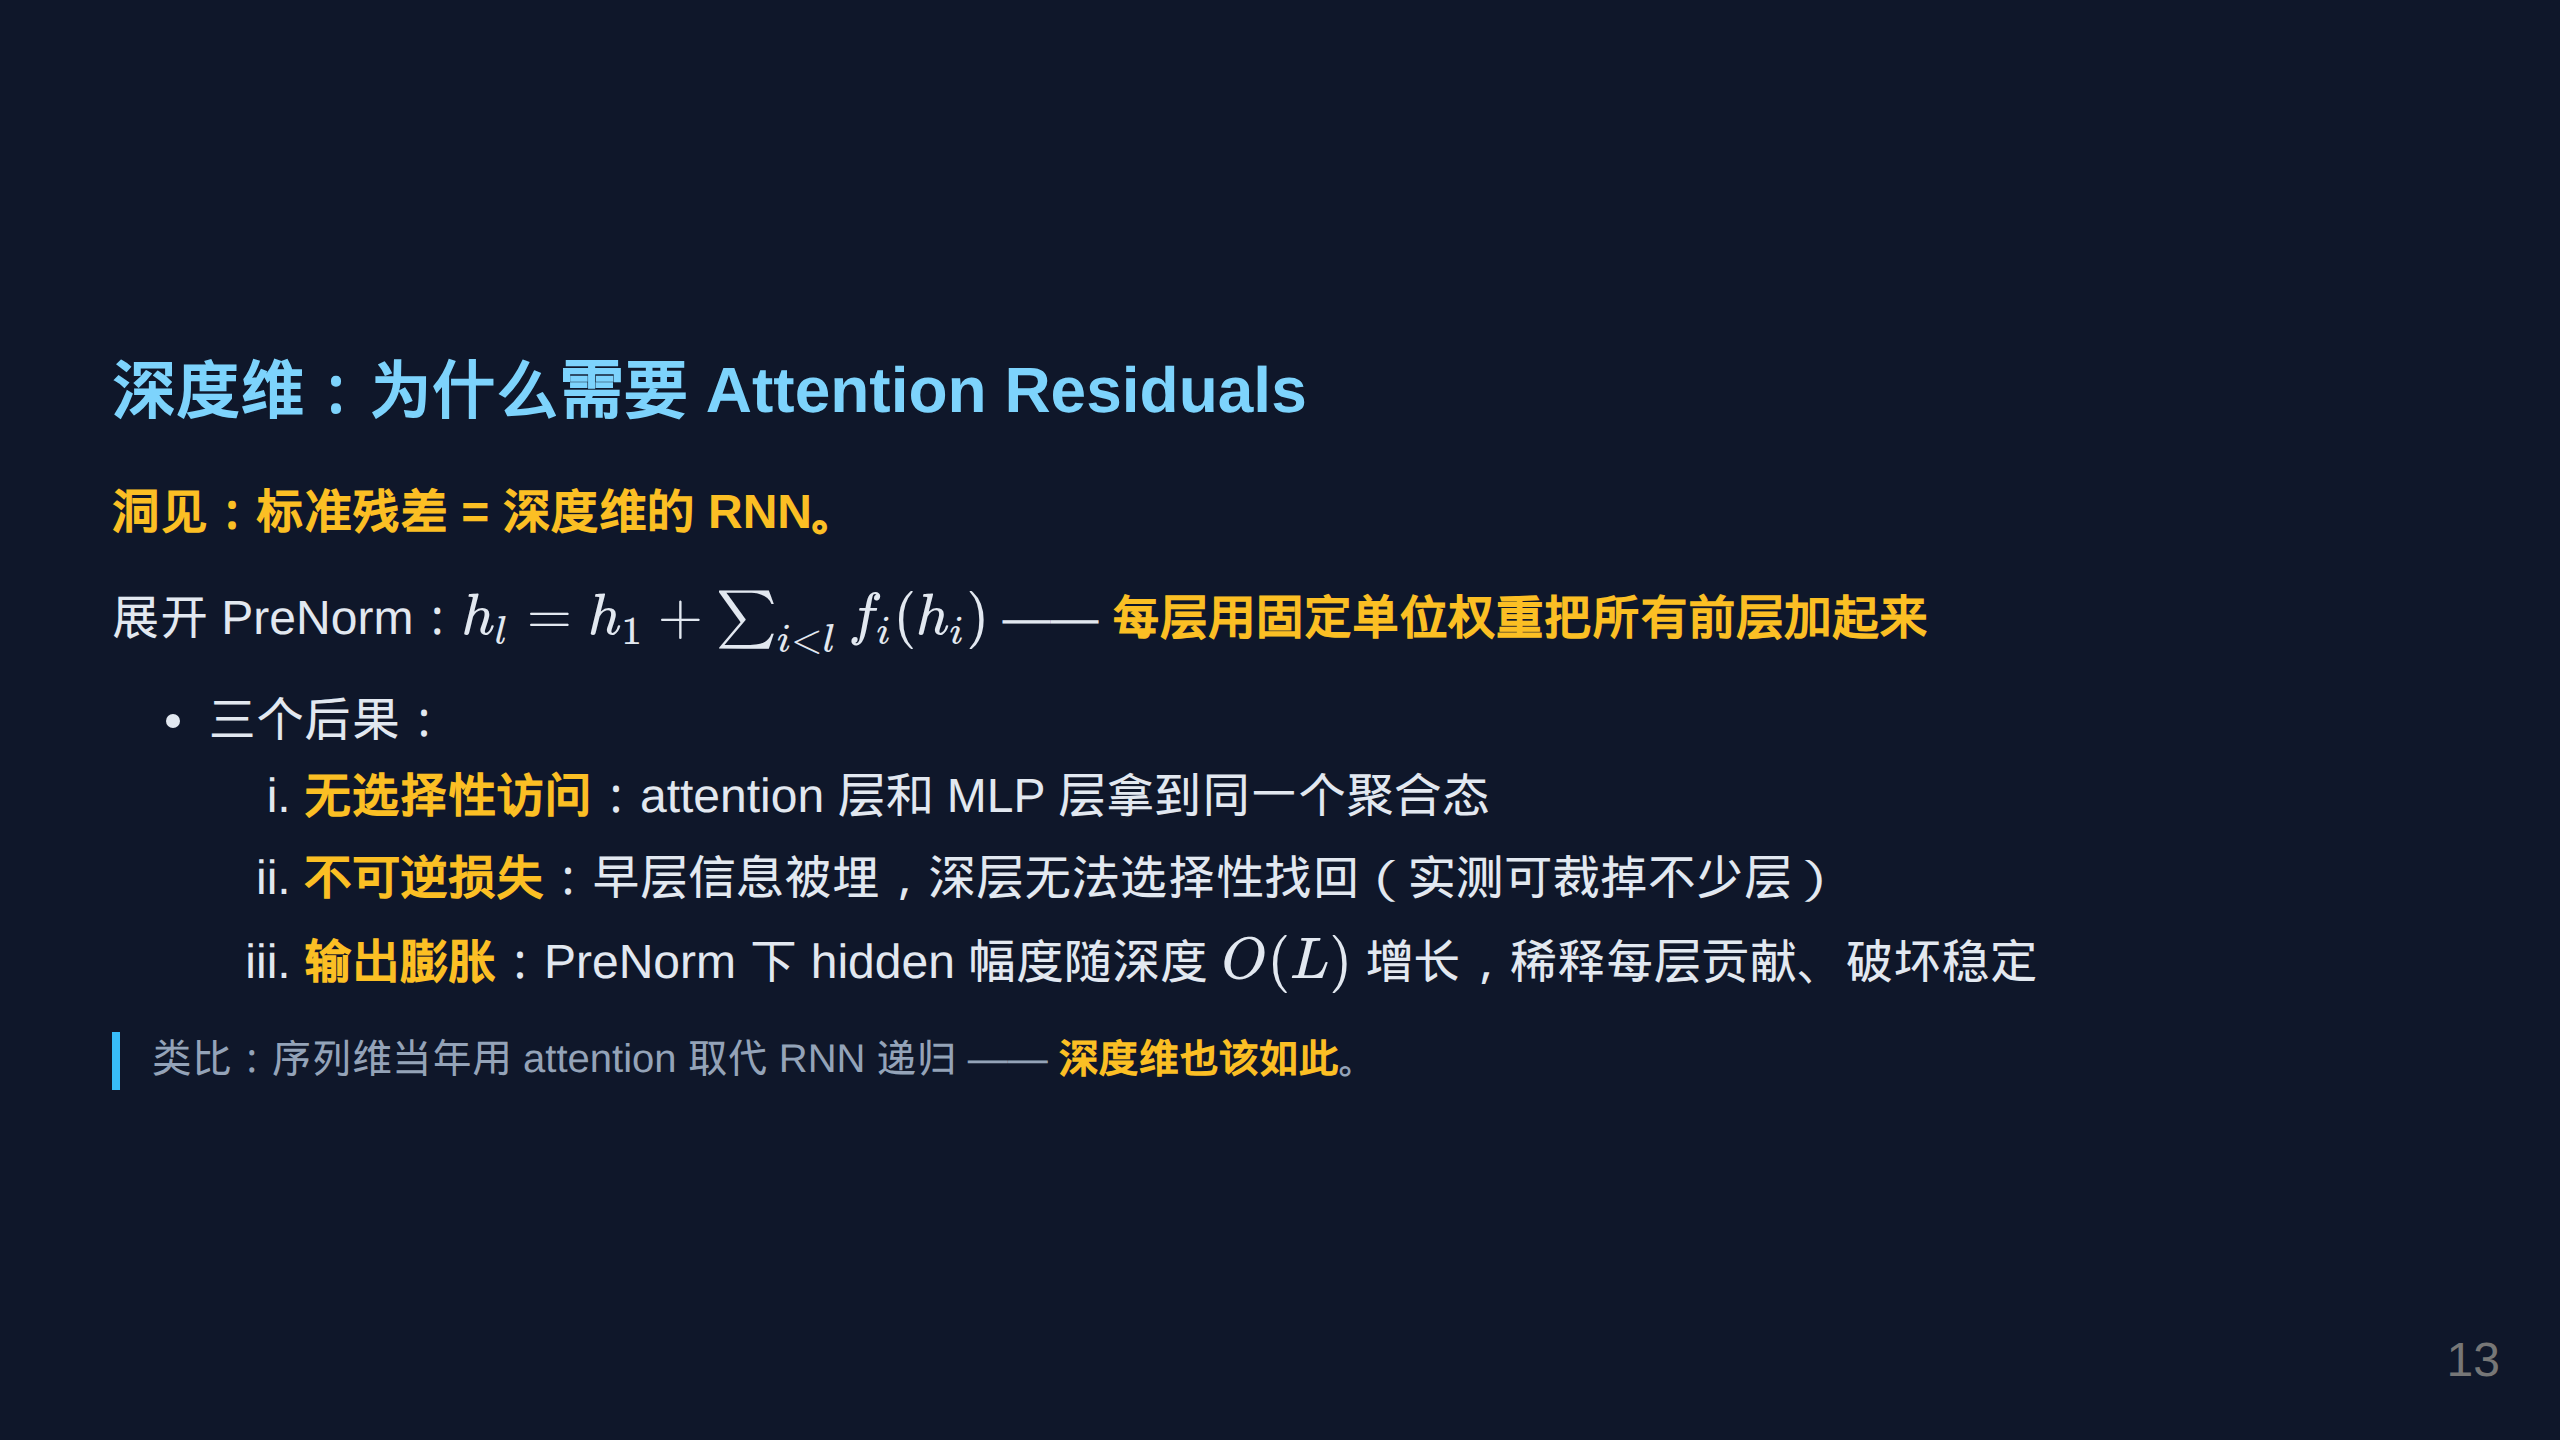 深度维：为什么需要 Attention Residuals
洞见：标准残差 = 深度维的 RNN。
展开 PreNorm：$h_l = h_1 + \sum_{i<l} f_i(h_i)$ —— 每层用固定单位权重把所有前层加起来
• 三个后果：
i. 无选择性访问：attention 层和 MLP 层拿到同一个聚合态
ii. 不可逆损失：早层信息被埋，深层无法选择性找回（实测可裁掉不少层）
iii. 输出膨胀：PreNorm 下 hidden 幅度随深度 $O(L)$ 增长，稀释每层贡献、破坏稳定
类比：序列维当年用 attention 取代 RNN 递归 —— 深度维也该如此。
13